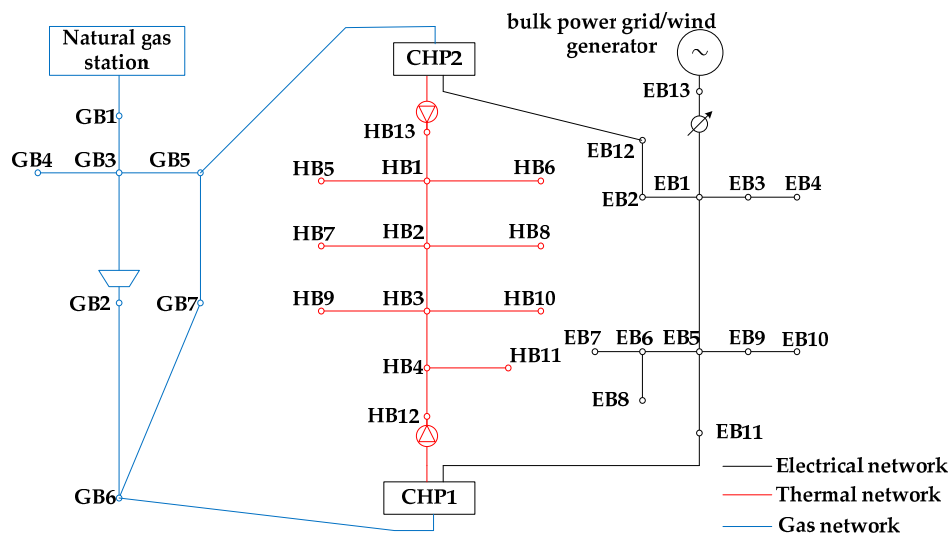 bulk power grid/wind
generator
Natural gas
station
CHP2
EB13
GB1
HB13
EB12
GB4
GB3
GB5
HB5
HB1
HB6
EB2
EB1
EB3
EB4
HB7
HB2
HB8
GB2
GB7
HB9
HB3
HB10
EB7
EB6
EB5
EB9
EB10
HB4
HB11
EB8
HB12
EB11
Electrical network
GB6
CHP1
Thermal network
Gas network